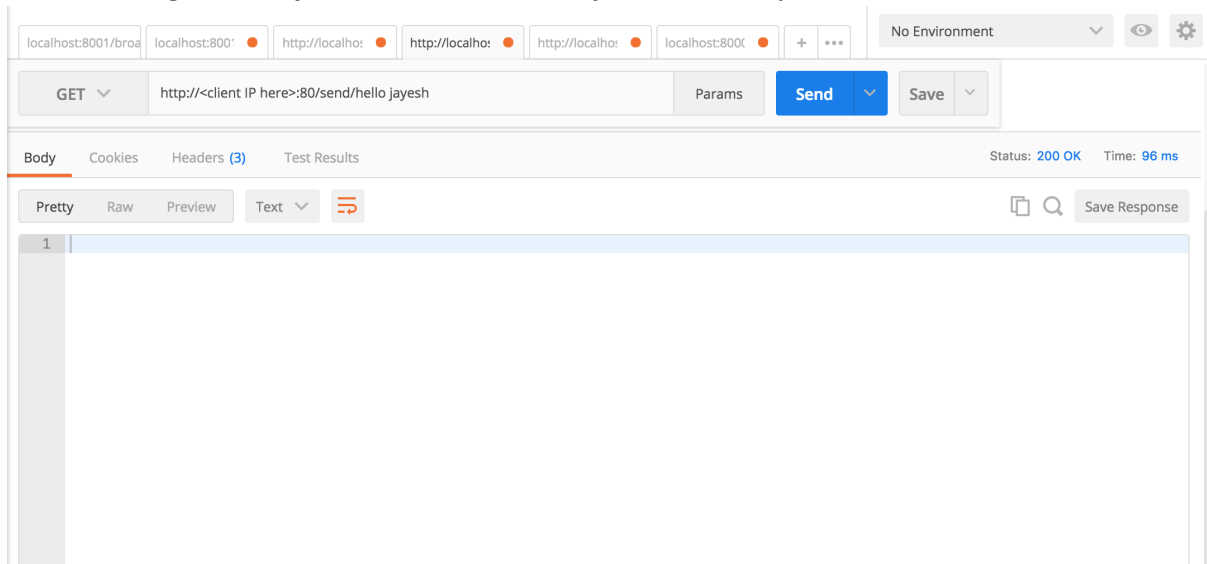 localhost:8001/broa localhost:8001 http://localhos http://localhos http://localhos localhost:8000 + ••• No Environment
GET http://<client IP here>:80/send/hello jayesh Params Send Save
Body Cookies Headers (3) Test Results Status: 200 OK Time: 96 ms
Pretty Raw Preview Text Save Response
1